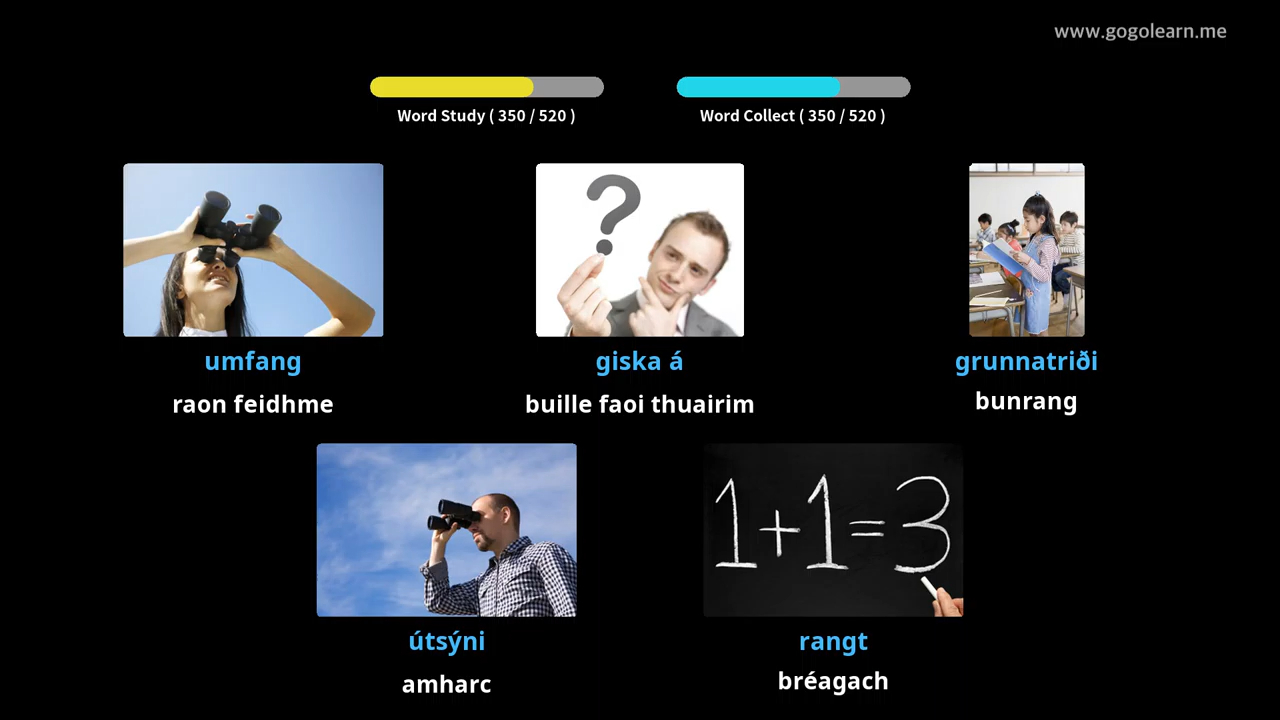 www.gogolearn.me
Word Study ( 350 / 520 )
Word Collect ( 350 / 520 )
umfang
raon feidhme
giska á
buille faoi thuairim
grunnatriði
bunrang
útsýni
amharc
1+1=3
rangt
bréagach